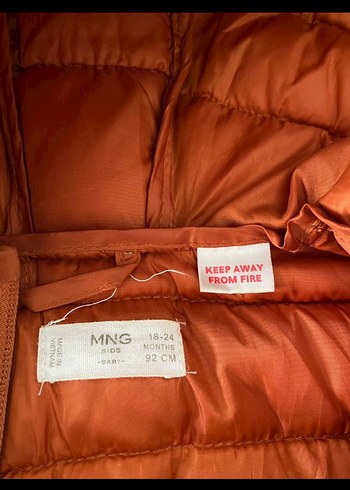 KEEP AWAY
FROM FIRE
MADE IN
VIETNAM
MNG
KIDS
-BABY-
18-24
MONTHS
92 CM